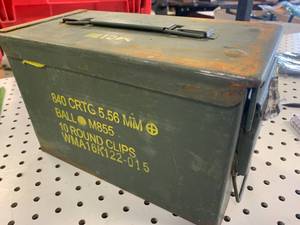 840 CRTG 5.56 MM ⊕
BALL ● M855
10 ROUND CLIPS
WMA16K122-015